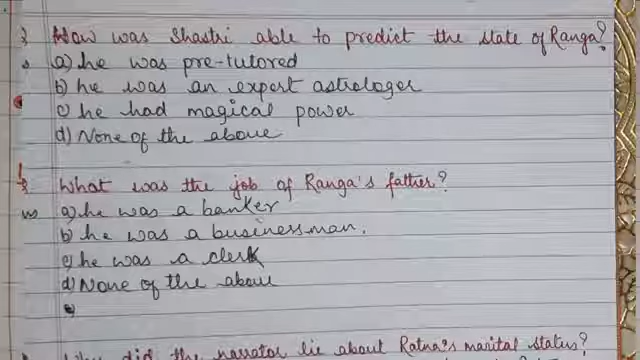 How was Shastri able to predict the state of Ranga?
a) he was pre-tutored
b) he was an expert astrologer
c) he had magical power
d) None of the above
What was the job of Ranga's father?
a) he was a banker
b) he was a businessman.
c) he was a clerk
d) None of the above
did the narrator lie about Ratna's marital status?